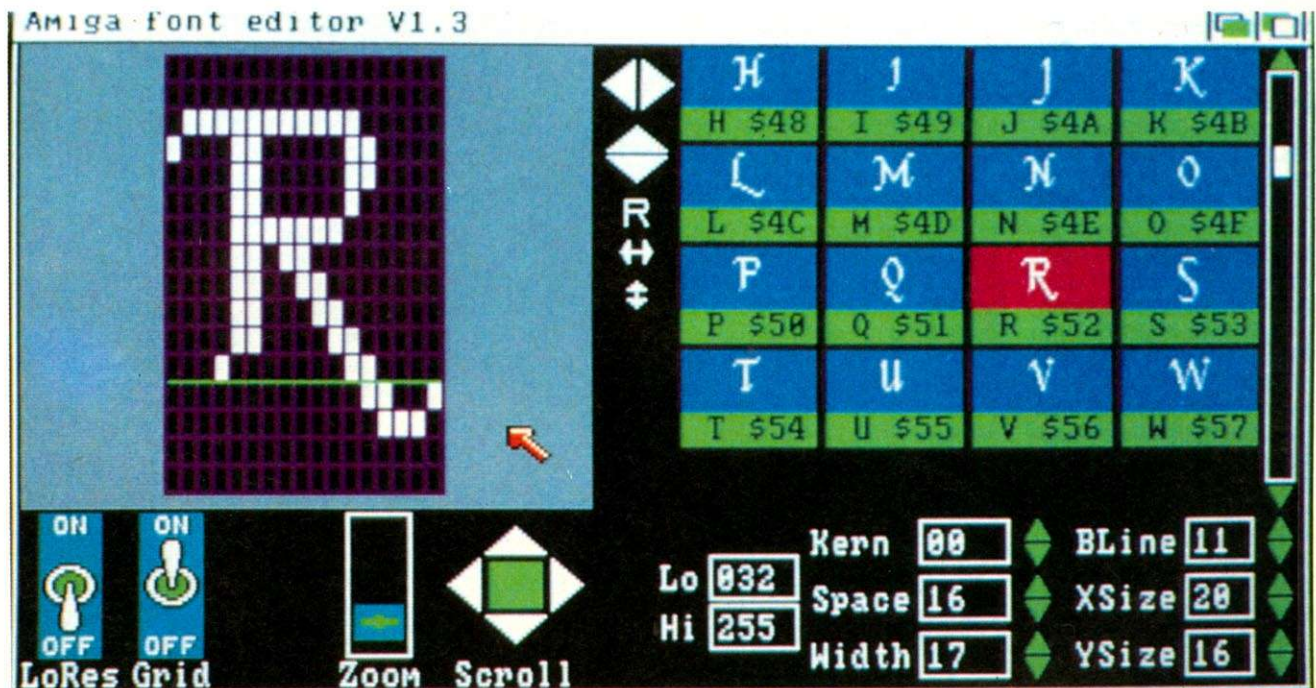 Amiga font editor V1.3
R
H J J K
H $48 I $49 J $4A K $4B
L M N O
L $4C M $4D N $4E O $4F
P Q R S
P $50 Q $51 R $52 S $53
T U V W
T $54 U $55 V $56 W $57
R
ON ON
OFF OFF
LoRes Grid Zoom Scroll
Lo 032
Hi 255
Kern 00 BLine 11
Space 16 XSize 20
Width 17 YSize 16